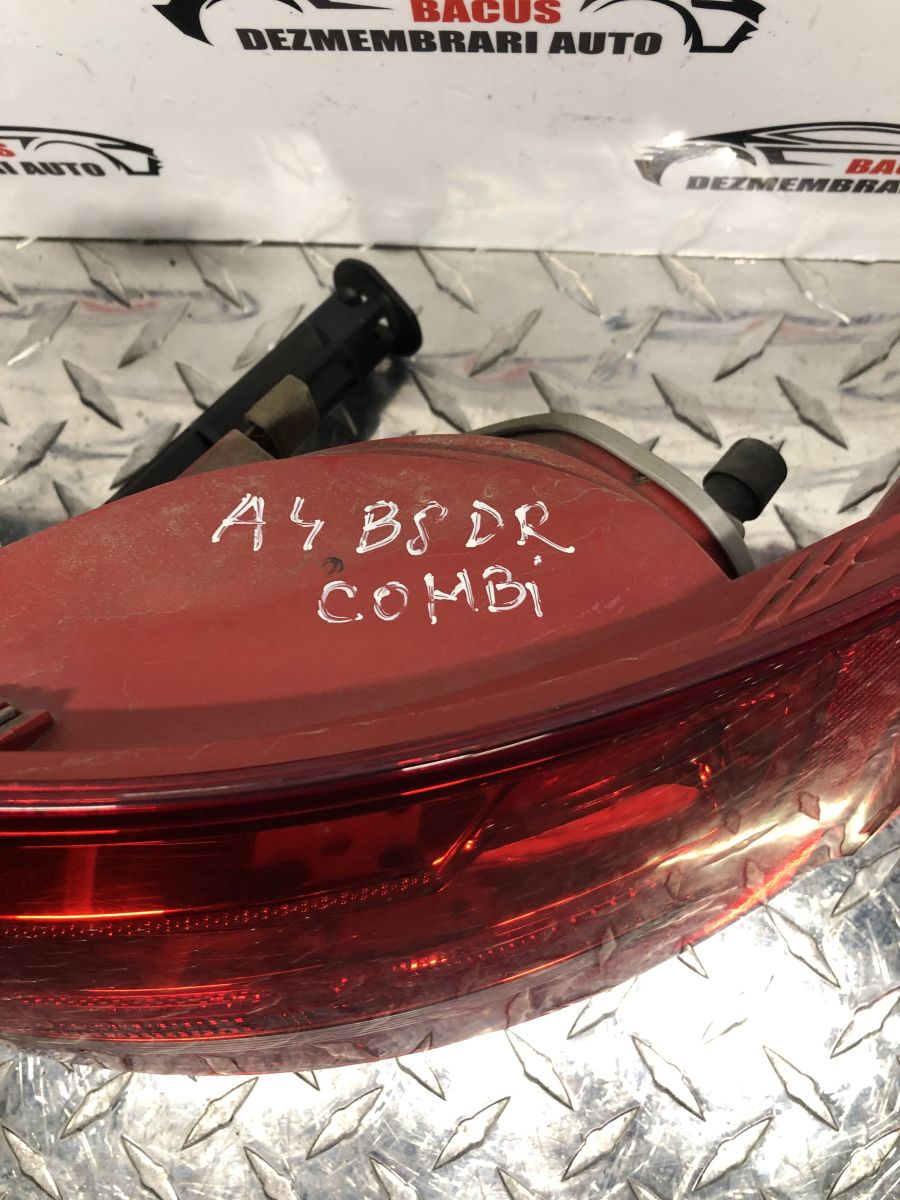 BACUS
DEZMEMBRARI AUTO
AUTO
BACUS
DEZMEMBRARI
A4 B8 DR
COMBi